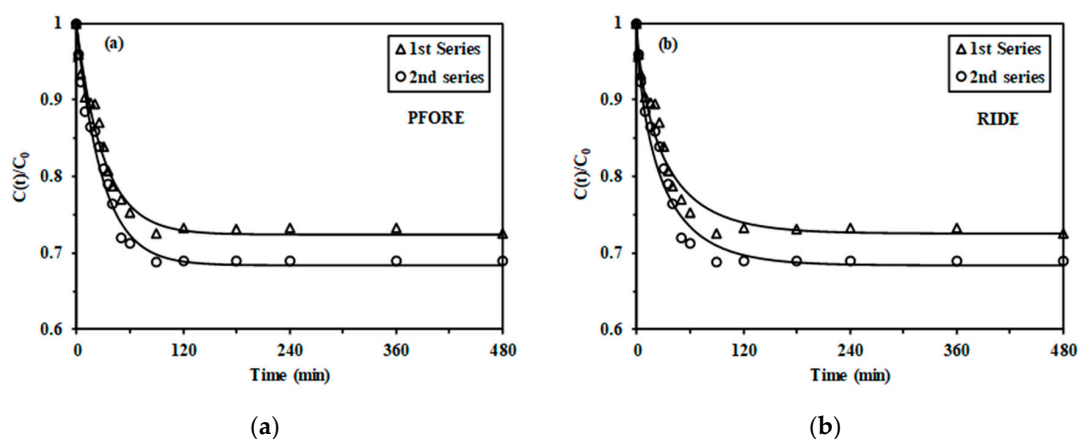 1
(a)
△ 1st Series
○ 2nd series
0.9
PFORE
C(t)/C0
0.8
0.7
0.6
0 120 240 360 480
Time (min)
(a)
1
(b)
△ 1st Series
○ 2nd series
0.9
RIDE
C(t)/C0
0.8
0.7
0.6
0 120 240 360 480
Time (min)
(b)